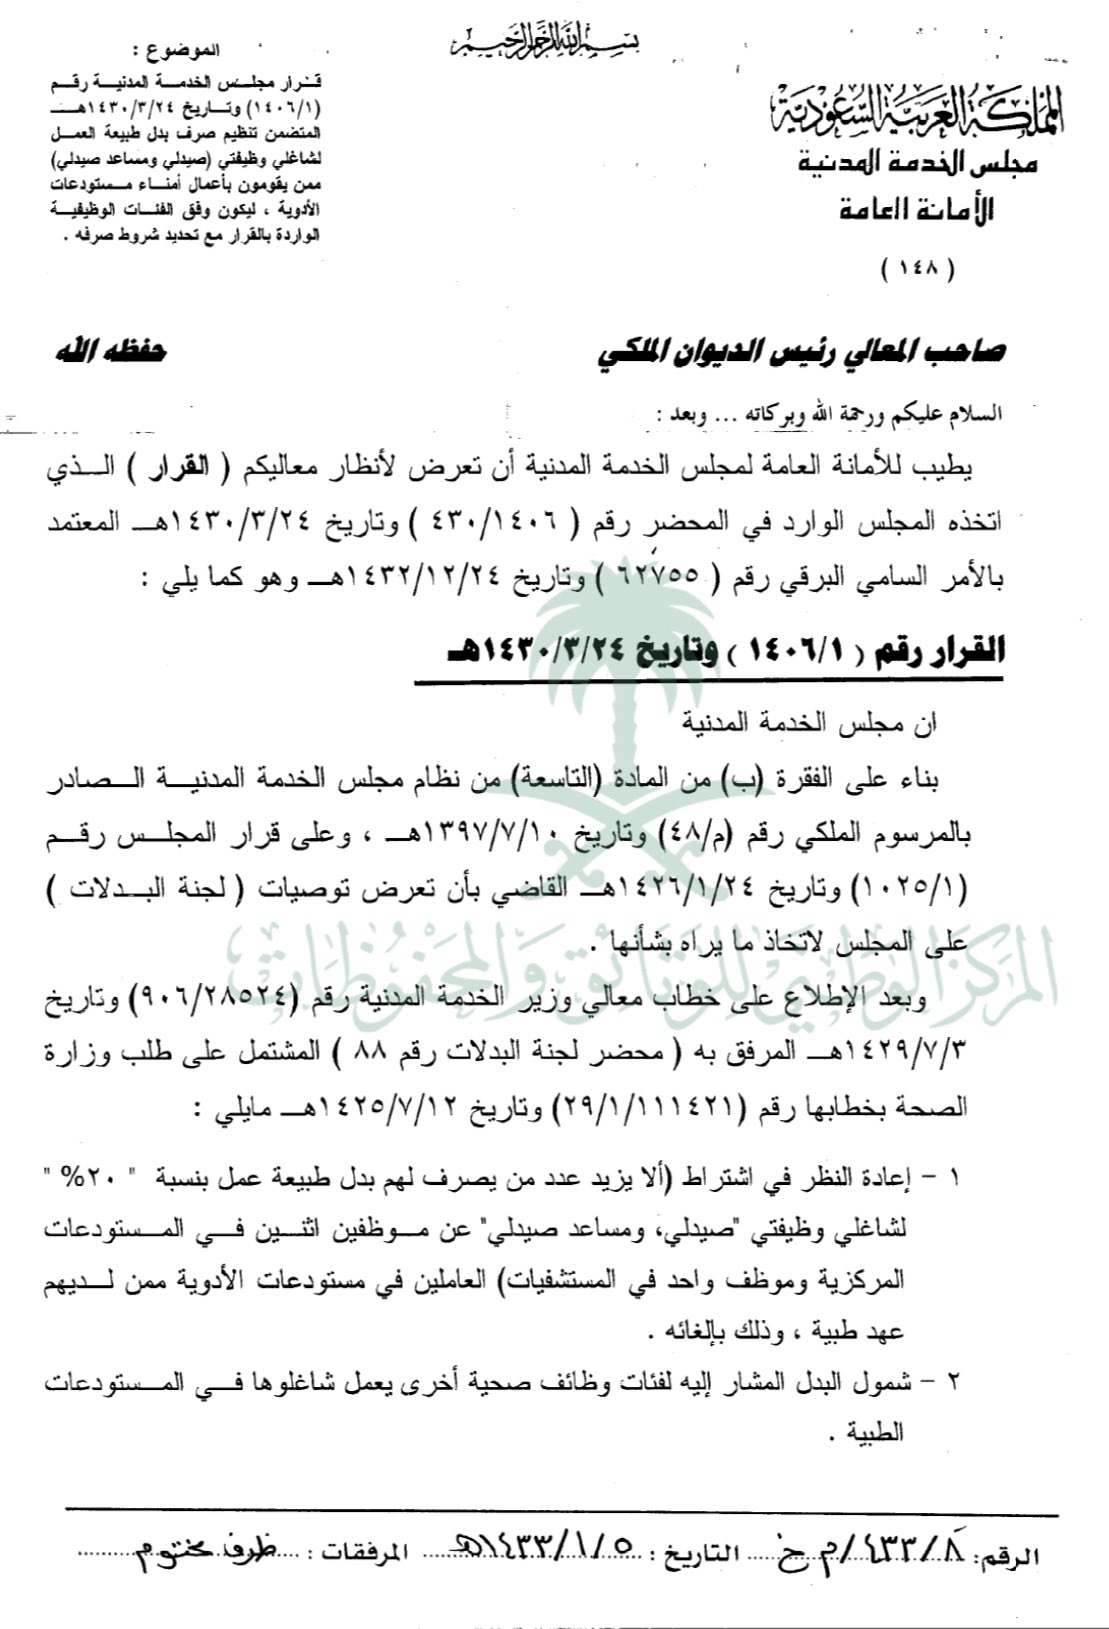 بسم الله الرحمن الرحيم
المملكة العربية السعودية
مجلس الخدمة المدنية
الأمانة العامة
( ١٤٨ )
الموضوع :
قرار مجلس الخدمة المدنية رقم
(١٤٠٦/١) وتاريخ ١٤٣٠/٣/٢٤هـ
المتضمن تنظيم صرف بدل طبيعة العمل
لشاغلي وظيفتي (صيدلي ومساعد صيدلي)
ممن يقومون بأعمال أمناء مستودعات
الأدوية ، ليكون وفق الفئات الوظيفية
الواردة بالقرار مع تحديد شروط صرفه .
صاحب المعالي رئيس الديوان الملكي حفظه الله
السلام عليكم ورحمة الله وبركاته ... وبعد :
يطيب للأمانة العامة لمجلس الخدمة المدنية أن تعرض لأنظار معاليكم ( القرار ) الذي
اتخذه المجلس الوارد في المحضر رقم ( ٤٣٠/١٤٠٦ ) وتاريخ ١٤٣٠/٣/٢٤هـ المعتمد
بالأمر السامي البرقي رقم ( ٦٢٧٥٥ ) وتاريخ ١٤٣٢/١٢/٢٤هـ وهو كما يلي :
القرار رقم ( ١٤٠٦/١ ) وتاريخ ١٤٣٠/٣/٢٤هـ
ان مجلس الخدمة المدنية
بناء على الفقرة (ب) من المادة (التاسعة) من نظام مجلس الخدمة المدنية الصادر
بالمرسوم الملكي رقم (م/٤٨) وتاريخ ١٣٩٧/٧/١٠هـ ، وعلى قرار المجلس رقم
(١٠٢٥/١) وتاريخ ١٤٢٦/١/٢٤هـ القاضي بأن تعرض توصيات ( لجنة البدلات )
على المجلس لاتخاذ ما يراه بشأنها .
المركز الوطني للوثائق والمحفوظات
وبعد الإطلاع على خطاب معالي وزير الخدمة المدنية رقم (٩٠٦/٢٨٥٢٤) وتاريخ
١٤٢٩/٧/٣هـ المرفق به ( محضر لجنة البدلات رقم ٨٨ ) المشتمل على طلب وزارة
الصحة بخطابها رقم (٢٩/١/١١١٤٢١) وتاريخ ١٤٢٥/٧/١٢هـ مايلي :
١ - إعادة النظر في اشتراط (ألا يزيد عدد من يصرف لهم بدل طبيعة عمل بنسبة " ٢٠% "
لشاغلي وظيفتي "صيدلي، ومساعد صيدلي" عن موظفين اثنين في المستودعات
المركزية وموظف واحد في المستشفيات) العاملين في مستودعات الأدوية ممن لديهم
عهد طبية ، وذلك بإلغائه .
٢ - شمول البدل المشار إليه لفئات وظائف صحية أخرى يعمل شاغلوها في المستودعات
الطبية .
الرقم: ٤٣٣/٨/م خ التاريخ : ١٤٣٣/١/٥هـ المرفقات : ظرف مختوم